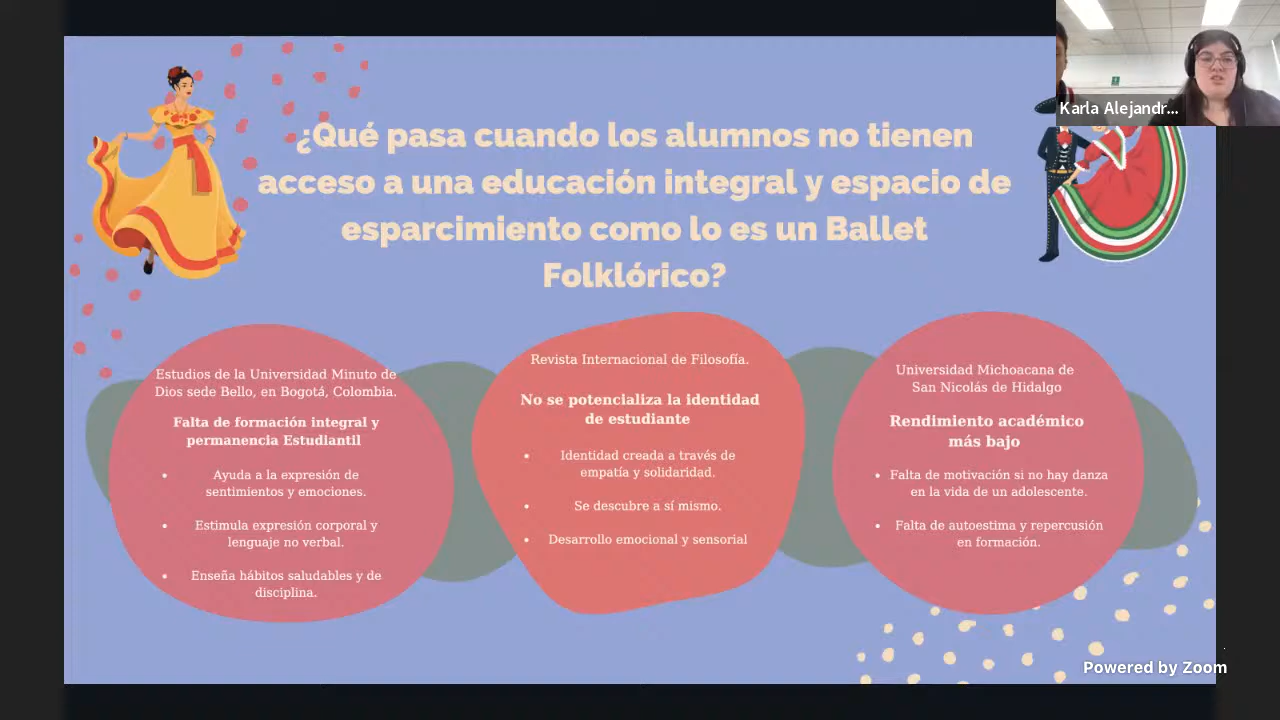 ¿Qué pasa cuando los alumnos no tienen
acceso a una educación integral y espacio de
esparcimiento como lo es un Ballet
Folklórico?
Estudios de la Universidad Minuto de
Dios sede Bello, en Bogotá, Colombia.
Falta de formación integral y
permanencia Estudiantil
• Ayuda a la expresión de
sentimientos y emociones.
• Estimula expresión corporal y
lenguaje no verbal.
• Enseña hábitos saludables y de
disciplina.
Revista Internacional de Filosofía.
No se potencializa la identidad
de estudiante
• Identidad creada a través de
empatía y solidaridad.
• Se descubre a sí mismo.
• Desarrollo emocional y sensorial
Universidad Michoacana de
San Nicolás de Hidalgo
Rendimiento académico
más bajo
• Falta de motivación si no hay danza
en la vida de un adolescente.
• Falta de autoestima y repercusión
en formación.
Karla Alejandr...
Powered by Zoom